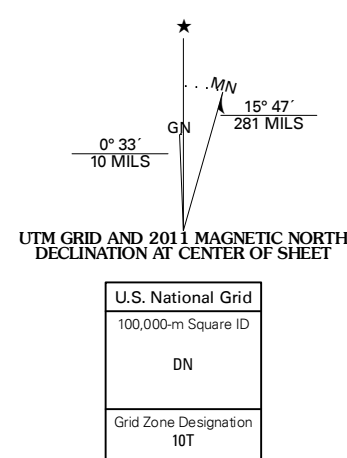 ★
MN
GN
15° 47´
281 MILS
0° 33´
10 MILS
UTM GRID AND 2011 MAGNETIC NORTH
DECLINATION AT CENTER OF SHEET
U.S. National Grid
100,000-m Square ID
DN
Grid Zone Designation
10T